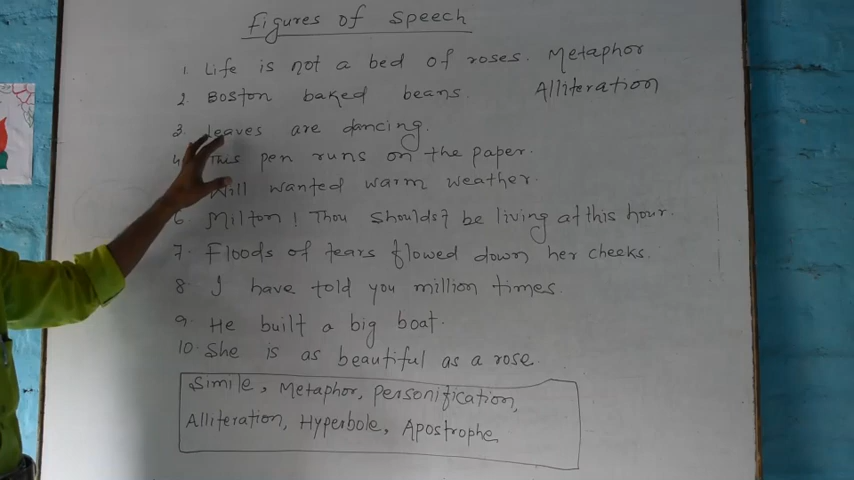 Figures of Speech
1. Life is not a bed of roses. Metaphor
2. Boston baked beans. Alliteration
3. Leaves are dancing.
4. This pen runs on the paper.
Will wanted warm weather.
6 Milton! Thou shouldst be living at this hour.
7. Floods of tears flowed down her cheeks.
8 I have told you million times.
9. He built a big boat.
10. She is as beautiful as a rose
Simile, Metaphor, Personification,
Alliteration, Hyperbole, Apostrophe